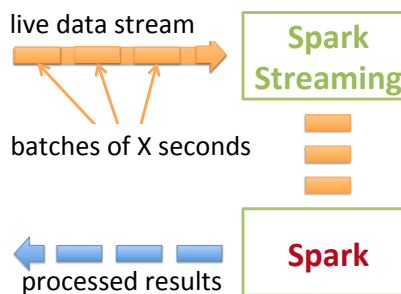 live data stream
Spark
Streaming
batches of X seconds
Spark
processed results